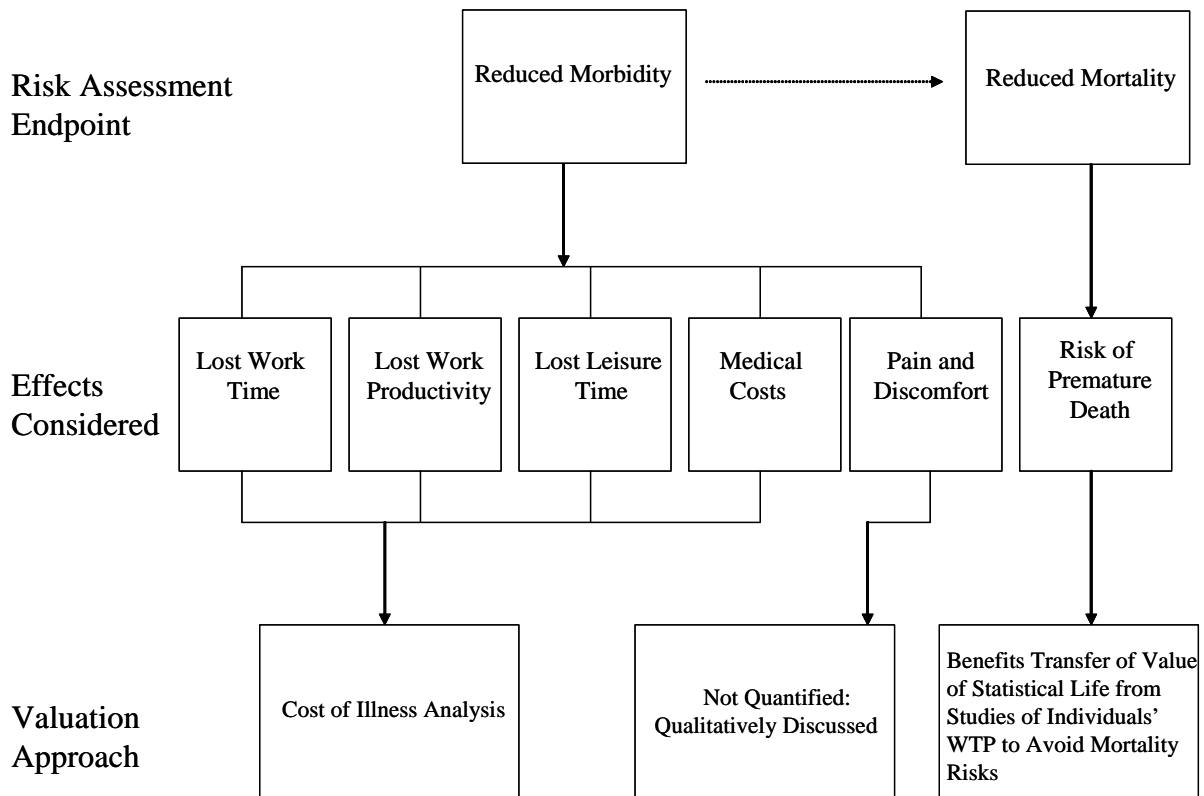 Risk Assessment
Endpoint
Reduced Morbidity
Reduced Mortality
Effects
Considered
Lost Work
Time
Lost Work
Productivity
Lost Leisure
Time
Medical
Costs
Pain and
Discomfort
Risk of
Premature
Death
Valuation
Approach
Cost of Illness Analysis
Not Quantified:
Qualitatively Discussed
Benefits Transfer of Value
of Statistical Life from
Studies of Individuals’
WTP to Avoid Mortality
Risks